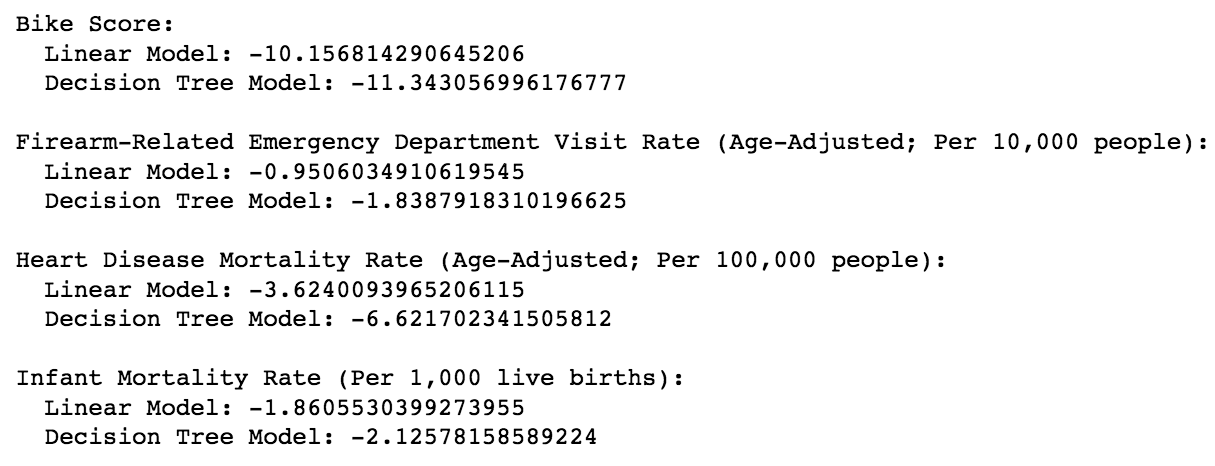 Bike Score:
Linear Model: -10.156814290645206
Decision Tree Model: -11.343056996176777
Firearm-Related Emergency Department Visit Rate (Age-Adjusted; Per 10,000 people):
Linear Model: -0.9506034910619545
Decision Tree Model: -1.8387918310196625
Heart Disease Mortality Rate (Age-Adjusted; Per 100,000 people):
Linear Model: -3.6240093965206115
Decision Tree Model: -6.621702341505812
Infant Mortality Rate (Per 1,000 live births):
Linear Model: -1.8605530399273955
Decision Tree Model: -2.12578158589224